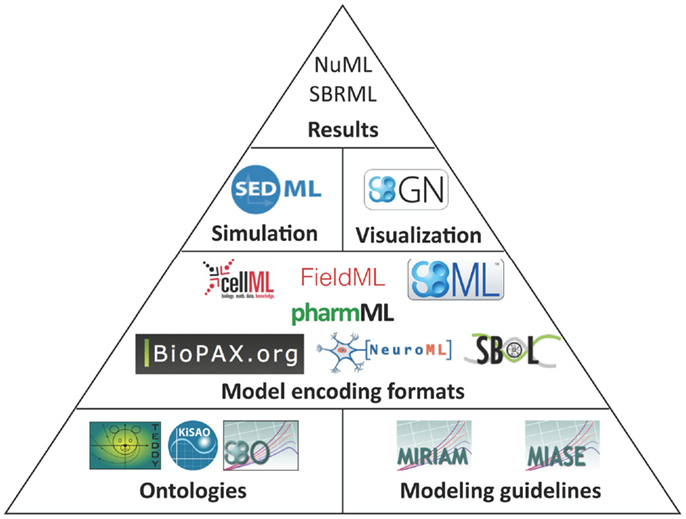 NuML
SBRML
Results
SED ML
SBGN
Simulation
Visualization
cellML
biology. math. data. knowledge.
FieldML
SBML™
pharmML
BioPAX.org
[NeuroML]
SBOL
Model encoding formats
TEDDY
KiSAO
SBO
MIRIAM
MIASE
Ontologies
Modeling guidelines